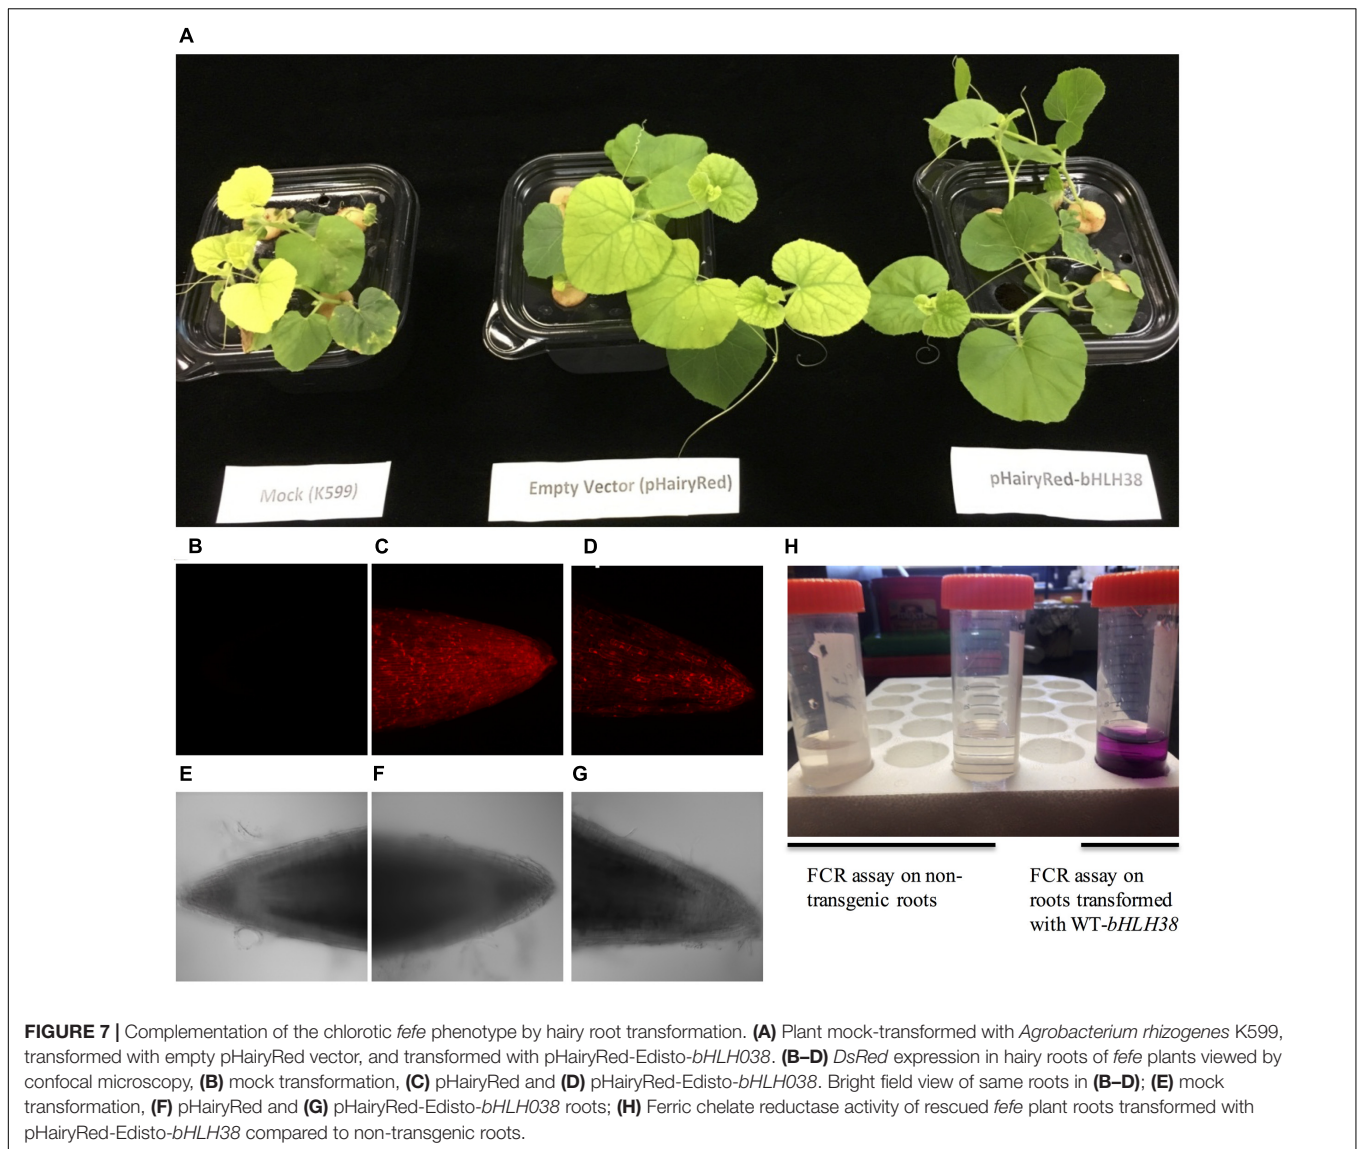 A
Mock (K599)
Empty Vector (pHairyRed)
pHairyRed-bHLH38
B
C
D
H
E
F
G
FCR assay on non-
transgenic roots
FCR assay on
roots transformed
with WT-bHLH38
FIGURE 7 | Complementation of the chlorotic fefe phenotype by hairy root transformation. (A) Plant mock-transformed with Agrobacterium rhizogenes K599,
transformed with empty pHairyRed vector, and transformed with pHairyRed-Edisto-bHLH038. (B–D) DsRed expression in hairy roots of fefe plants viewed by
confocal microscopy, (B) mock transformation, (C) pHairyRed and (D) pHairyRed-Edisto-bHLH038. Bright field view of same roots in (B–D); (E) mock
transformation, (F) pHairyRed and (G) pHairyRed-Edisto-bHLH038 roots; (H) Ferric chelate reductase activity of rescued fefe plant roots transformed with
pHairyRed-Edisto-bHLH38 compared to non-transgenic roots.